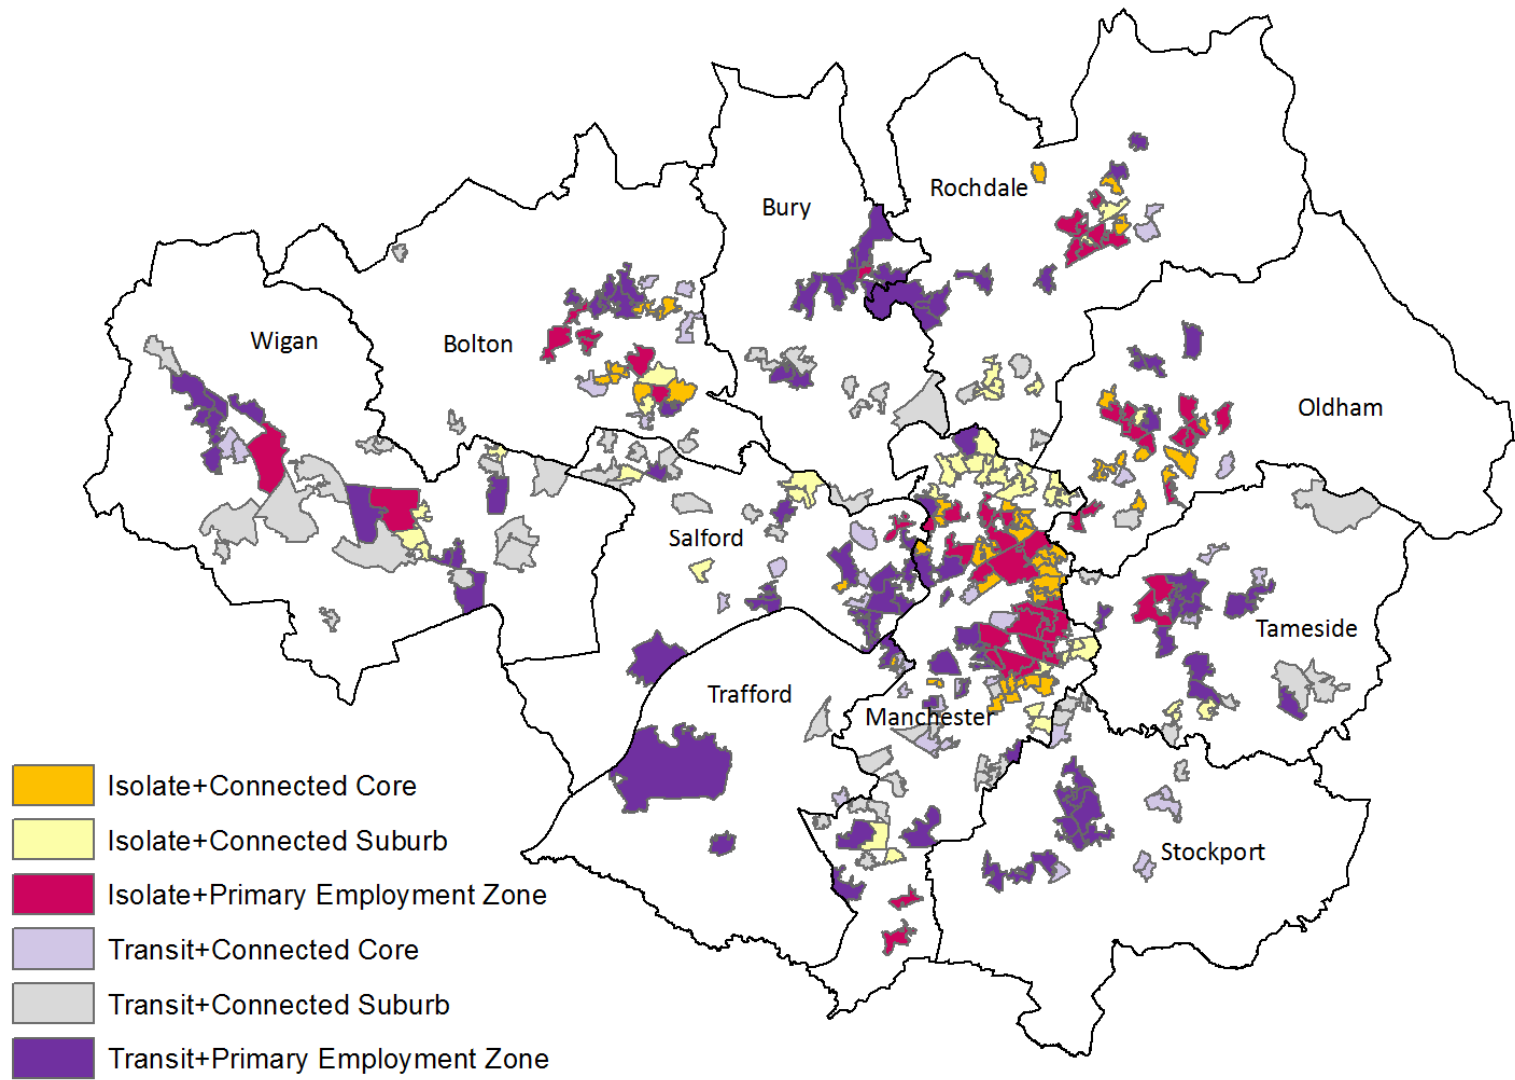 Rochdale
Bury
Wigan
Bolton
Oldham
Salford
Tameside
Trafford
Manchester
Stockport
Isolate+Connected Core
Isolate+Connected Suburb
Isolate+Primary Employment Zone
Transit+Connected Core
Transit+Connected Suburb
Transit+Primary Employment Zone